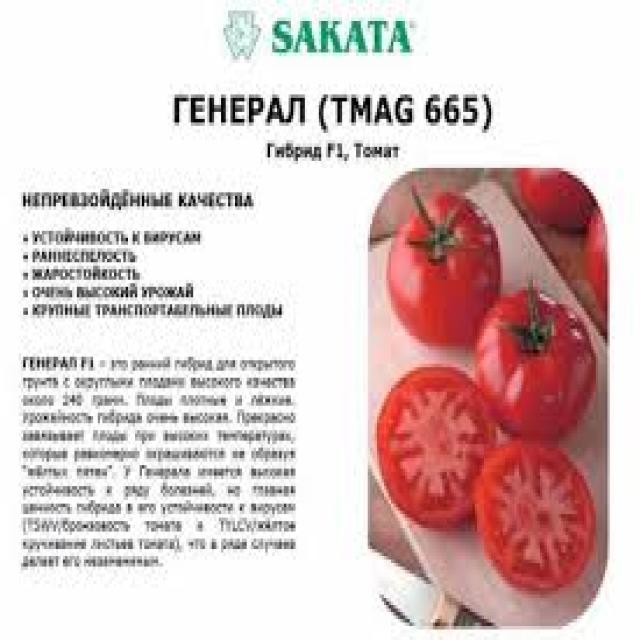 SAKATA
ГЕНЕРАЛ (TMAG 665)
Гибрид F1, Томат
НЕПРЕВЗОЙДЁННЫЕ КАЧЕСТВА
• УСТОЙЧИВОСТЬ К ВИРУСАМ
• РАННЕСПЕЛОСТЬ
• ЖАРОСТОЙКОСТЬ
• ОЧЕНЬ ВЫСОКИЙ УРОЖАЙ
• КРУПНЫЕ ТРАНСПОРТАБЕЛЬНЫЕ ПЛОДЫ
ГЕНЕРАЛ F1 – это ранний гибрид для открытого
грунта с округлыми плодами высокого качества
около 240 грамм. Плоды плотные и лёжкие.
Урожайность гибрида очень высокая. Прекрасно
завязывает плоды при высоких температурах,
которые равномерно окрашиваются не образуя
"жёлтых пятен". У Генерала имеется высокая
устойчивость к ряду болезней, но главная
ценность гибрида в его устойчивости к вирусам
(TSWV/бронзовость томата и TYLCV/жёлтое
кручивание листьев томата), что в ряде случаев
делает его незаменимым.